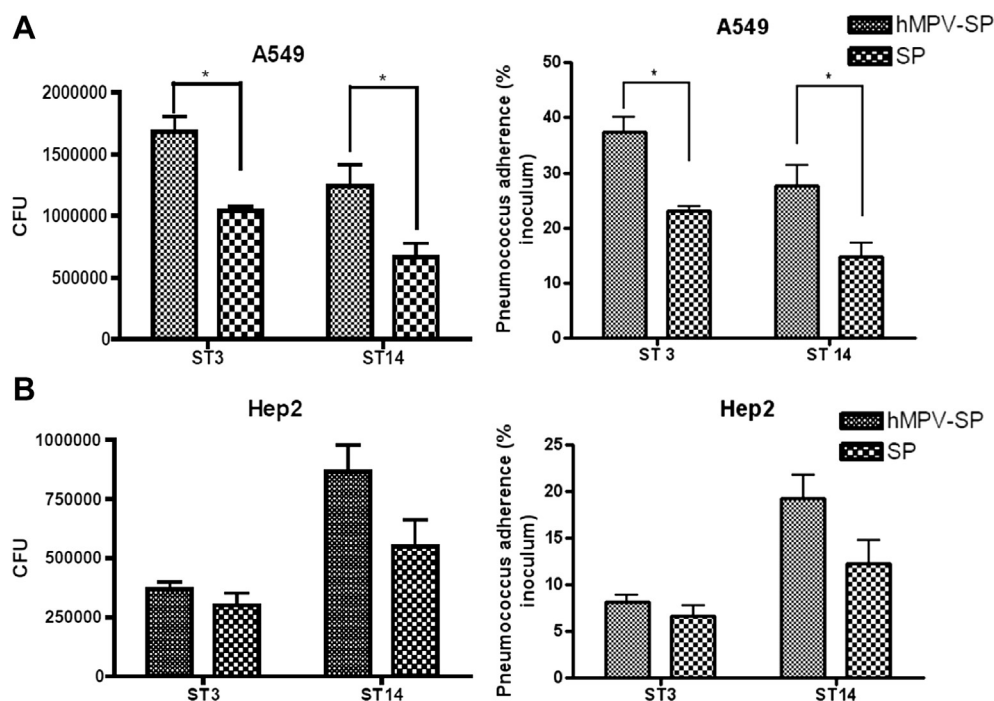 A
A549
CFU
2000000
1500000
1000000
500000
0
*
*
ST3
ST14
A549
hMPV-SP
SP
Pneumococcus adherence (%
inoculum)
50
40
30
20
10
0
*
*
ST 3
ST 14
B
Hep2
CFU
1000000
750000
500000
250000
0
ST3
ST14
Hep2
hMPV-SP
SP
Pneumococcus adherence (%
inoculum)
25
20
15
10
5
0
ST3
ST14